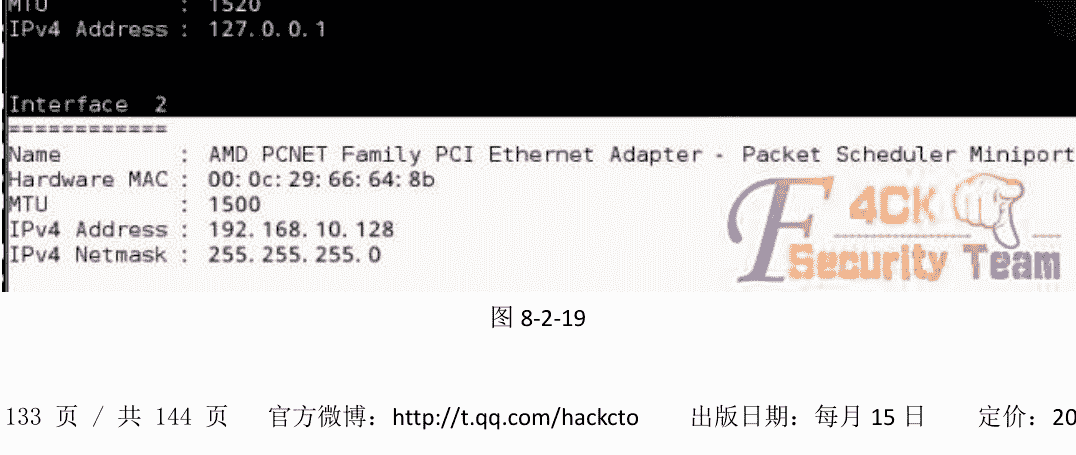 MTU : 1520
IPv4 Address : 127.0.0.1
Interface 2
============
Name : AMD PCNET Family PCI Ethernet Adapter - Packet Scheduler Miniport
Hardware MAC : 00:0c:29:66:64:8b
MTU : 1500
IPv4 Address : 192.168.10.128
IPv4 Netmask : 255.255.255.0
F4CK
Security Team
图 8-2-19
133 页 / 共 144 页 官方微博：http://t.qq.com/hackcto 出版日期：每月 15 日 定价：20